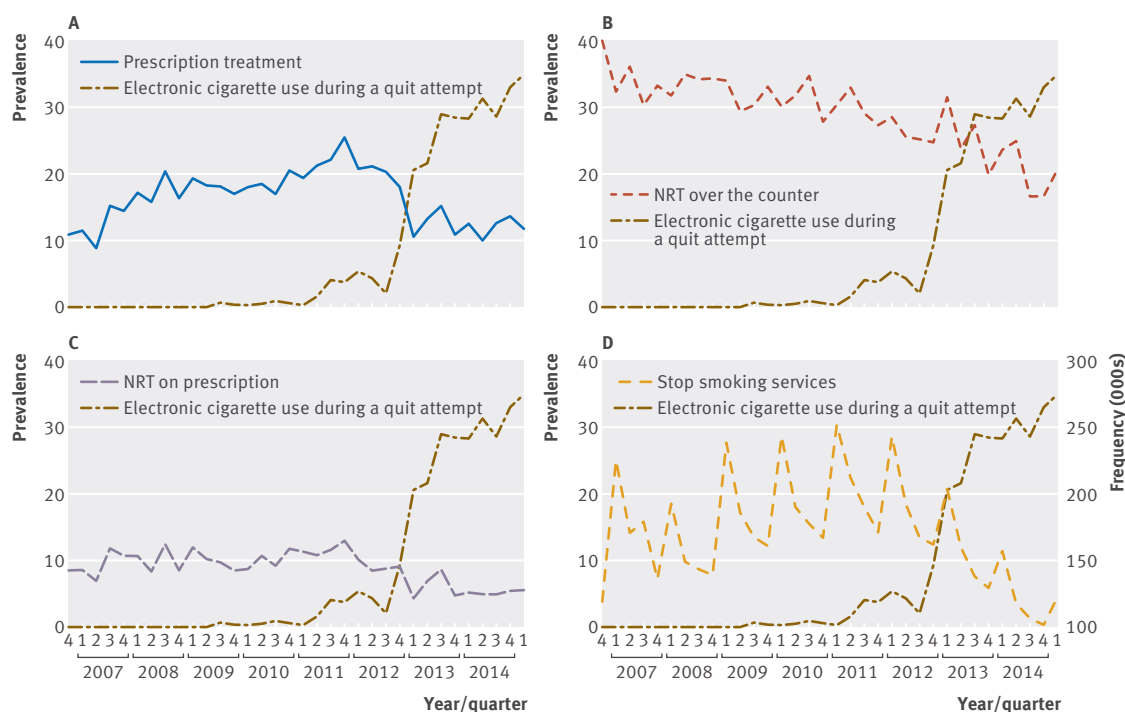 A
Prevalence
40
30
20
10
0
Prescription treatment
Electronic cigarette use during a quit attempt
B
Prevalence
40
30
20
10
0
NRT over the counter
Electronic cigarette use during
a quit attempt
C
Prevalence
40
30
20
10
0
NRT on prescription
Electronic cigarette use during a quit attempt
4 1 2 3 4 1 2 3 4 1 2 3 4 1 2 3 4 1 2 3 4 1 2 3 4 1 2 3 4 1 2 3 4 1
2007 2008 2009 2010 2011 2012 2013 2014
Year/quarter
D
Prevalence
40
30
20
10
0
Stop smoking services
Electronic cigarette use during a quit attempt
300
250
200
150
100
Frequency (000s)
4 1 2 3 4 1 2 3 4 1 2 3 4 1 2 3 4 1 2 3 4 1 2 3 4 1 2 3 4 1 2 3 4 1
2007 2008 2009 2010 2011 2012 2013 2014
Year/quarter